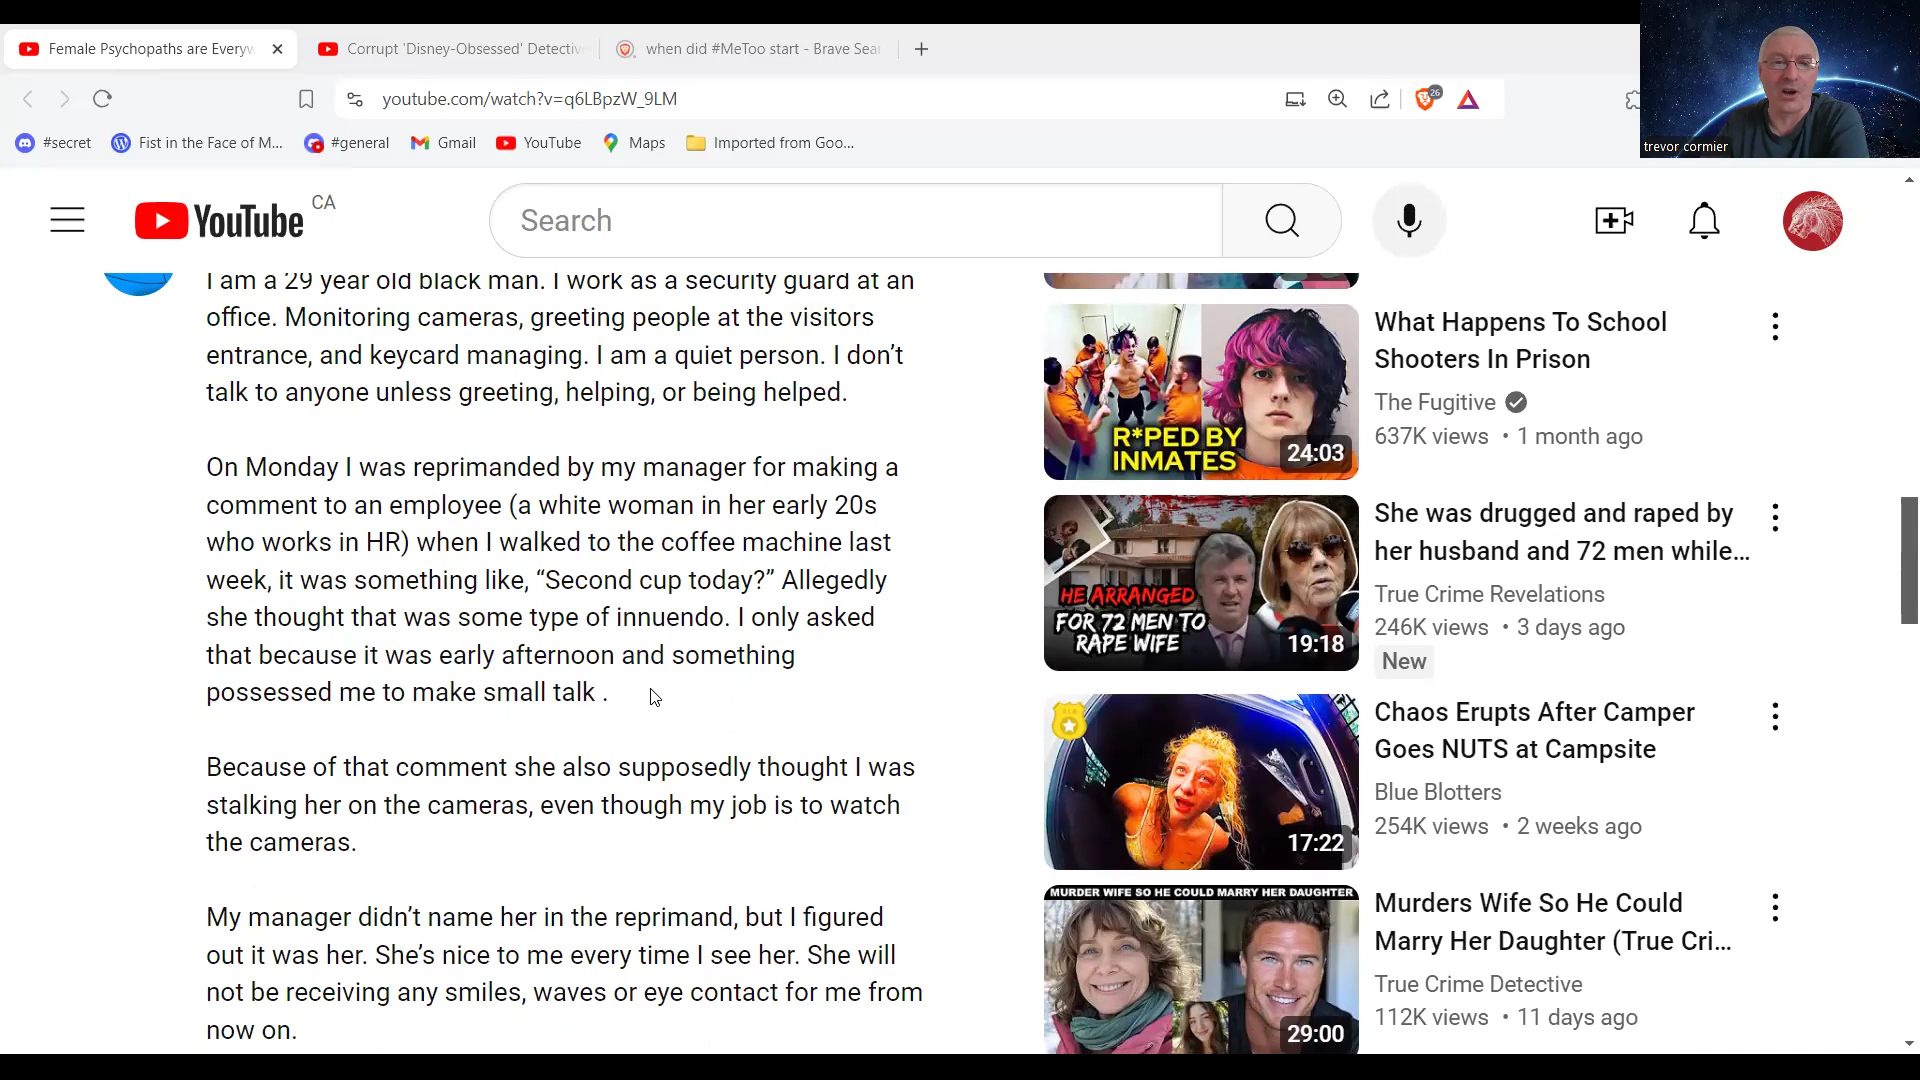 Female Psychopaths are Everyw
Corrupt 'Disney-Obsessed' Detectiv
when did #MeToo start - Brave Sea
youtube.com/watch?v=q6LBpzW_9LM
26
#secret
Fist in the Face of M...
#general
Gmail
YouTube
Maps
Imported from Goo...
trevor cormier
YouTube
CA
Search
I am a 29 year old black man. I work as a security guard at an
office. Monitoring cameras, greeting people at the visitors
entrance, and keycard managing. I am a quiet person. I don’t
talk to anyone unless greeting, helping, or being helped.
On Monday I was reprimanded by my manager for making a
comment to an employee (a white woman in her early 20s
who works in HR) when I walked to the coffee machine last
week, it was something like, “Second cup today?” Allegedly
she thought that was some type of innuendo. I only asked
that because it was early afternoon and something
possessed me to make small talk .
Because of that comment she also supposedly thought I was
stalking her on the cameras, even though my job is to watch
the cameras.
My manager didn’t name her in the reprimand, but I figured
out it was her. She’s nice to me every time I see her. She will
not be receiving any smiles, waves or eye contact for me from
now on.
R*PED BY
INMATES
24:03
What Happens To School
Shooters In Prison
The Fugitive
637K views • 1 month ago
HE ARRANGED
FOR 72 MEN TO
RAPE WIFE
19:18
She was drugged and raped by
her husband and 72 men while...
True Crime Revelations
246K views • 3 days ago
New
17:22
Chaos Erupts After Camper
Goes NUTS at Campsite
Blue Blotters
254K views • 2 weeks ago
MURDER WIFE SO HE COULD MARRY HER DAUGHTER
29:00
Murders Wife So He Could
Marry Her Daughter (True Cri...
True Crime Detective
112K views • 11 days ago